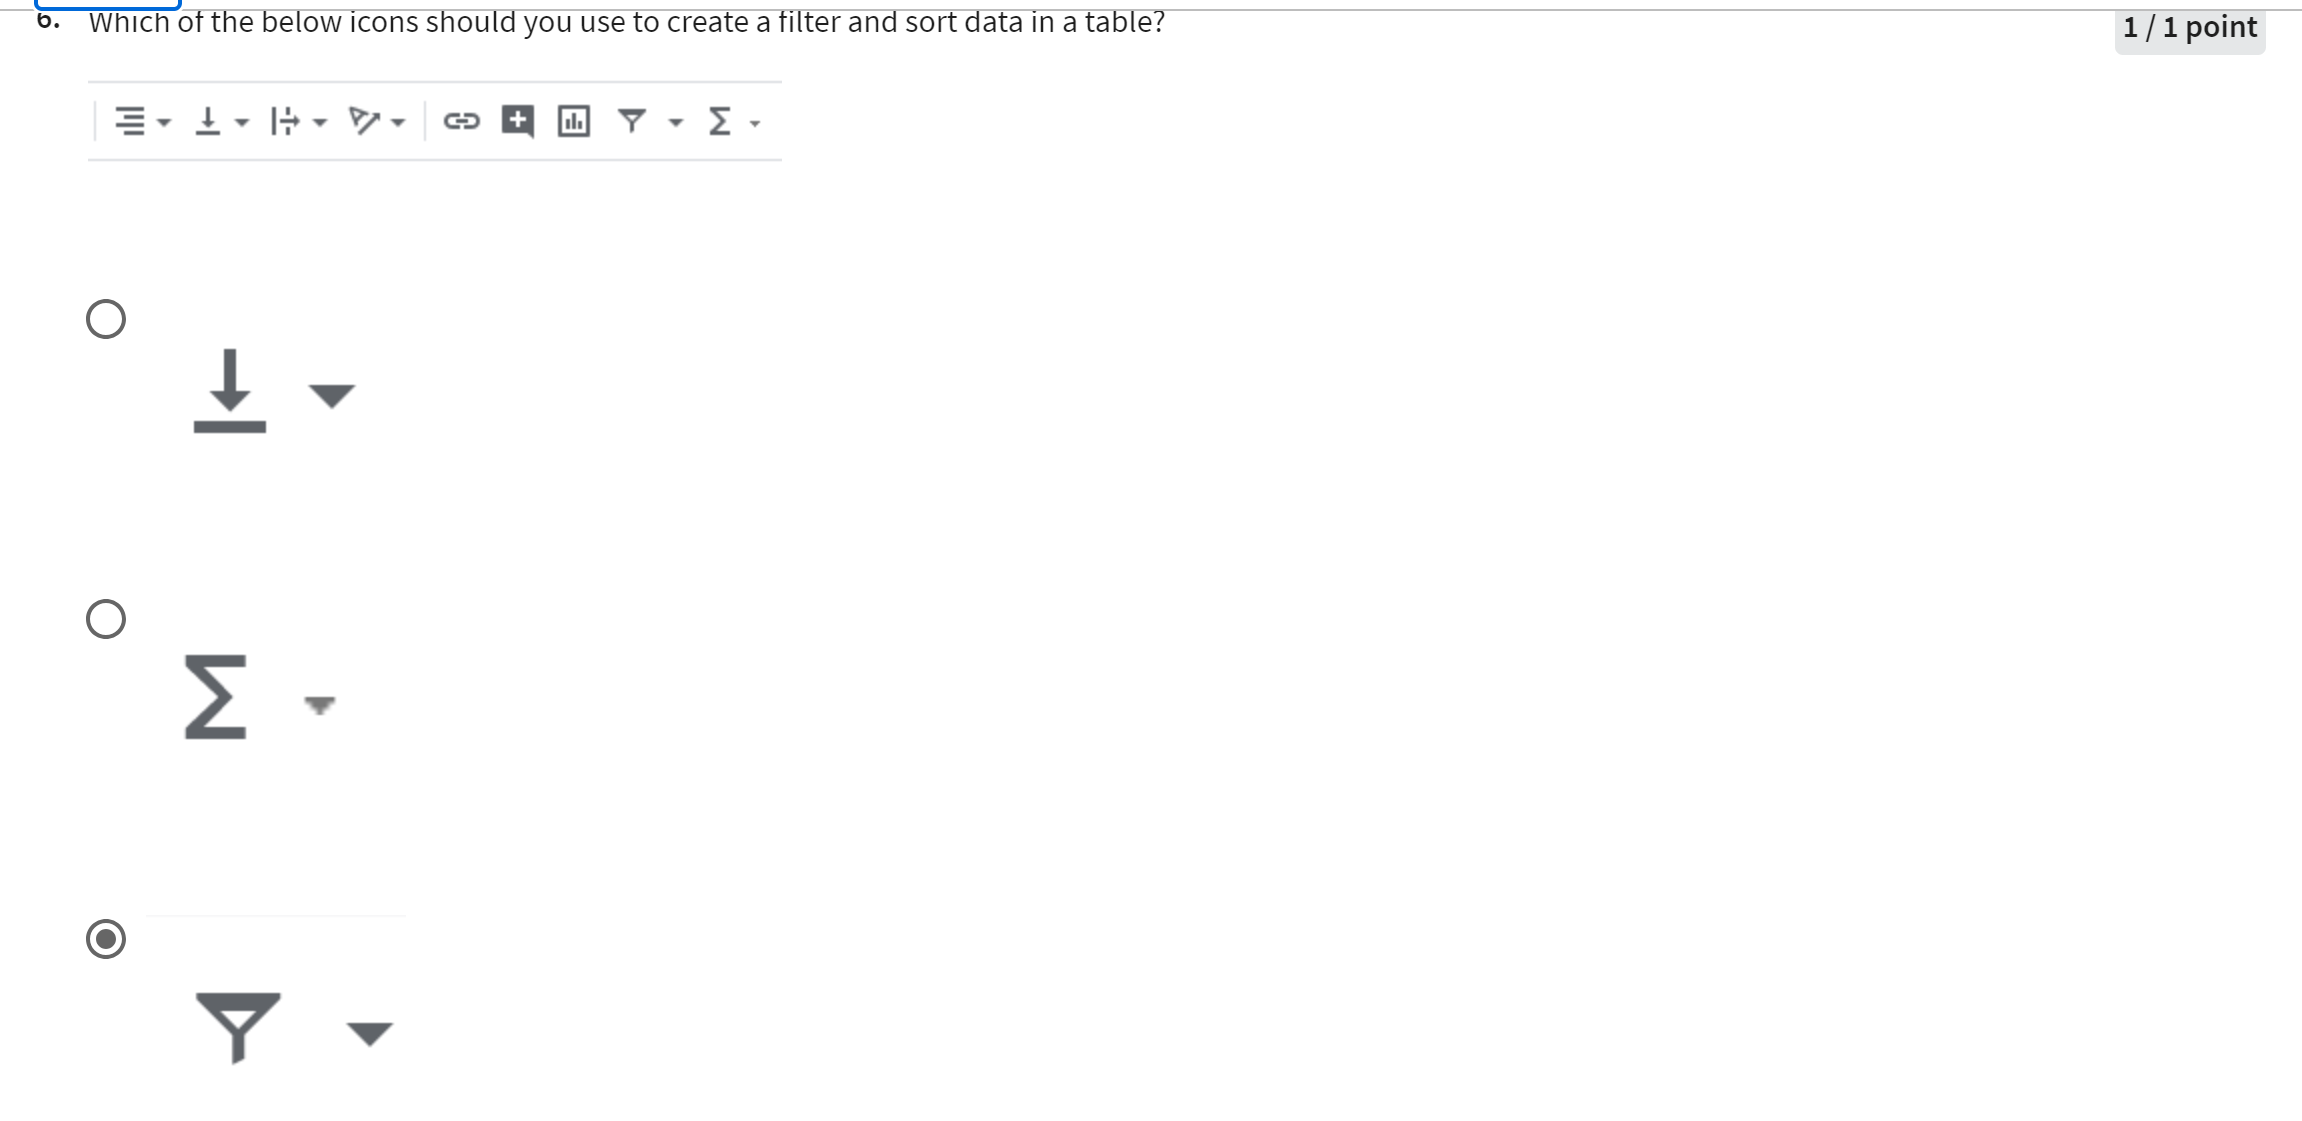 6. Which of the below icons should you use to create a filter and sort data in a table?
1 / 1 point